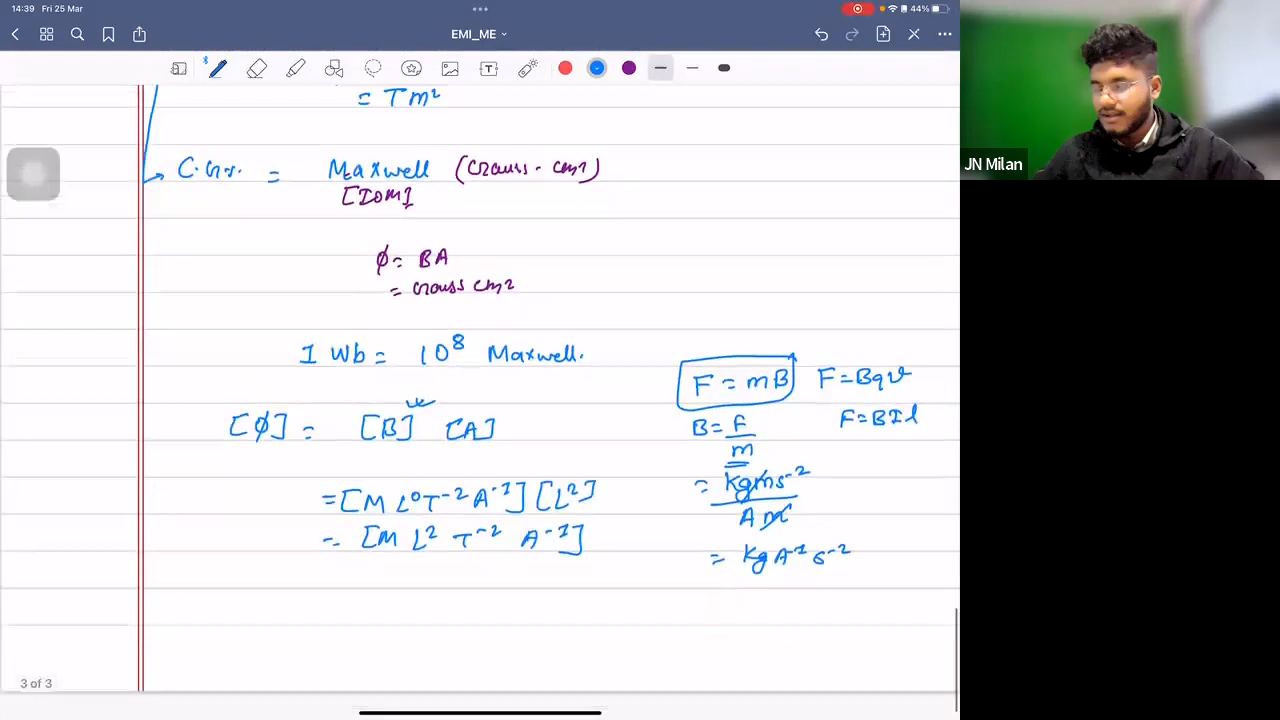 14:39 Fri 25 Mar
44%
EMI_ME
= Tm²
C.G.S. = Maxwell (Gauss - cm²)
[IOM]
φ = BA
= Gauss cm²
1 Wb = 10⁸ Maxwell.
[φ] = [B] [A]
= [M L⁰ T⁻² A⁻¹] [L²]
= [M L² T⁻² A⁻¹]
F = mB F = Bqv
B = F/m F = BIl
= kgms⁻²/Am
= kg A⁻¹ s⁻²
3 of 3
JN Milan